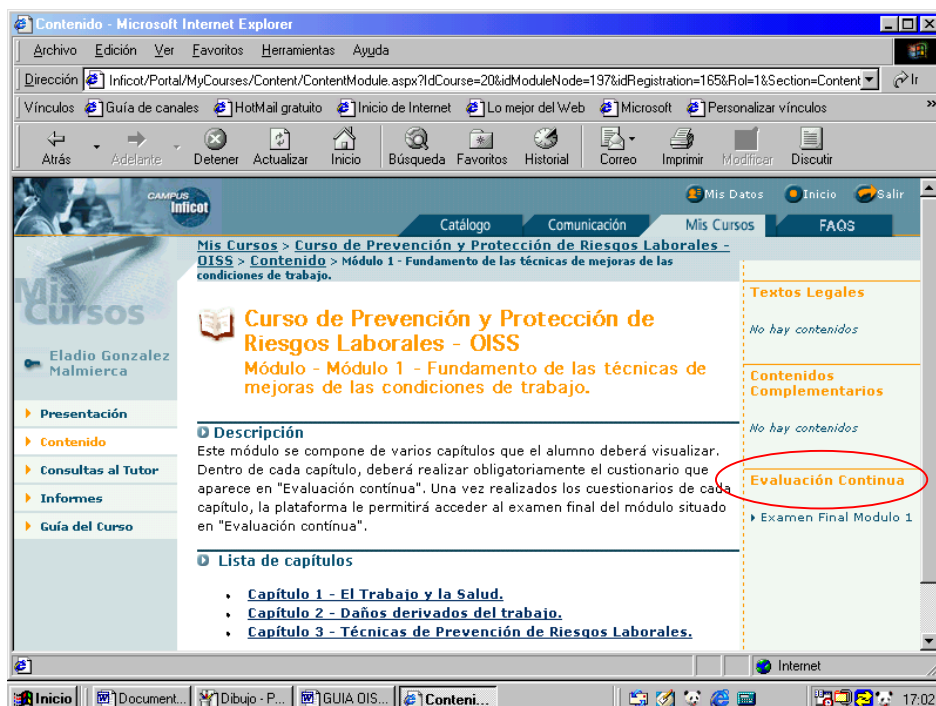 Contenido - Microsoft Internet Explorer
Archivo Edición Ver Favoritos Herramientas Ayuda
Dirección Inficot/Portal/MyCourses/Content/ContentModule.aspx?IdCourse=20&idModuleNode=197&idRegistration=165&Rol=1&Section=Content Ir
Vínculos Guía de canales HotMail gratuito Inicio de Internet Lo mejor del Web Microsoft Personalizar vínculos »
Atrás Adelante Detener Actualizar Inicio Búsqueda Favoritos Historial Correo Imprimir Modificar Discutir
CAMPUS
Inficot
Mis Datos Inicio Salir
Catálogo Comunicación Mis Cursos FAQS
Mis
Cursos
Eladio Gonzalez
Malmierca
Presentación
Contenido
Consultas al Tutor
Informes
Guía del Curso
Mis Cursos > Curso de Prevención y Protección de Riesgos Laborales -
OISS > Contenido > Módulo 1 - Fundamento de las técnicas de mejoras de las
condiciones de trabajo.
Curso de Prevención y Protección de
Riesgos Laborales - OISS
Módulo - Módulo 1 - Fundamento de las técnicas de
mejoras de las condiciones de trabajo.
Descripción
Este módulo se compone de varios capítulos que el alumno deberá visualizar.
Dentro de cada capítulo, deberá realizar obligatoriamente el custionario que
aparece en "Evaluación contínua". Una vez realizados los cuestionarios de cada
capítulo, la plataforma le permitirá acceder al examen final del módulo situado
en "Evaluación contínua".
Lista de capítulos
• Capítulo 1 - El Trabajo y la Salud.
• Capítulo 2 - Daños derivados del trabajo.
• Capítulo 3 - Técnicas de Prevención de Riesgos Laborales.
Textos Legales
No hay contenidos
Contenidos
Complementarios
No hay contenidos
Evaluación Continua
Examen Final Modulo 1
Internet
Inicio Document... Dibujo - P... GUIA OIS... Conteni... 17:02